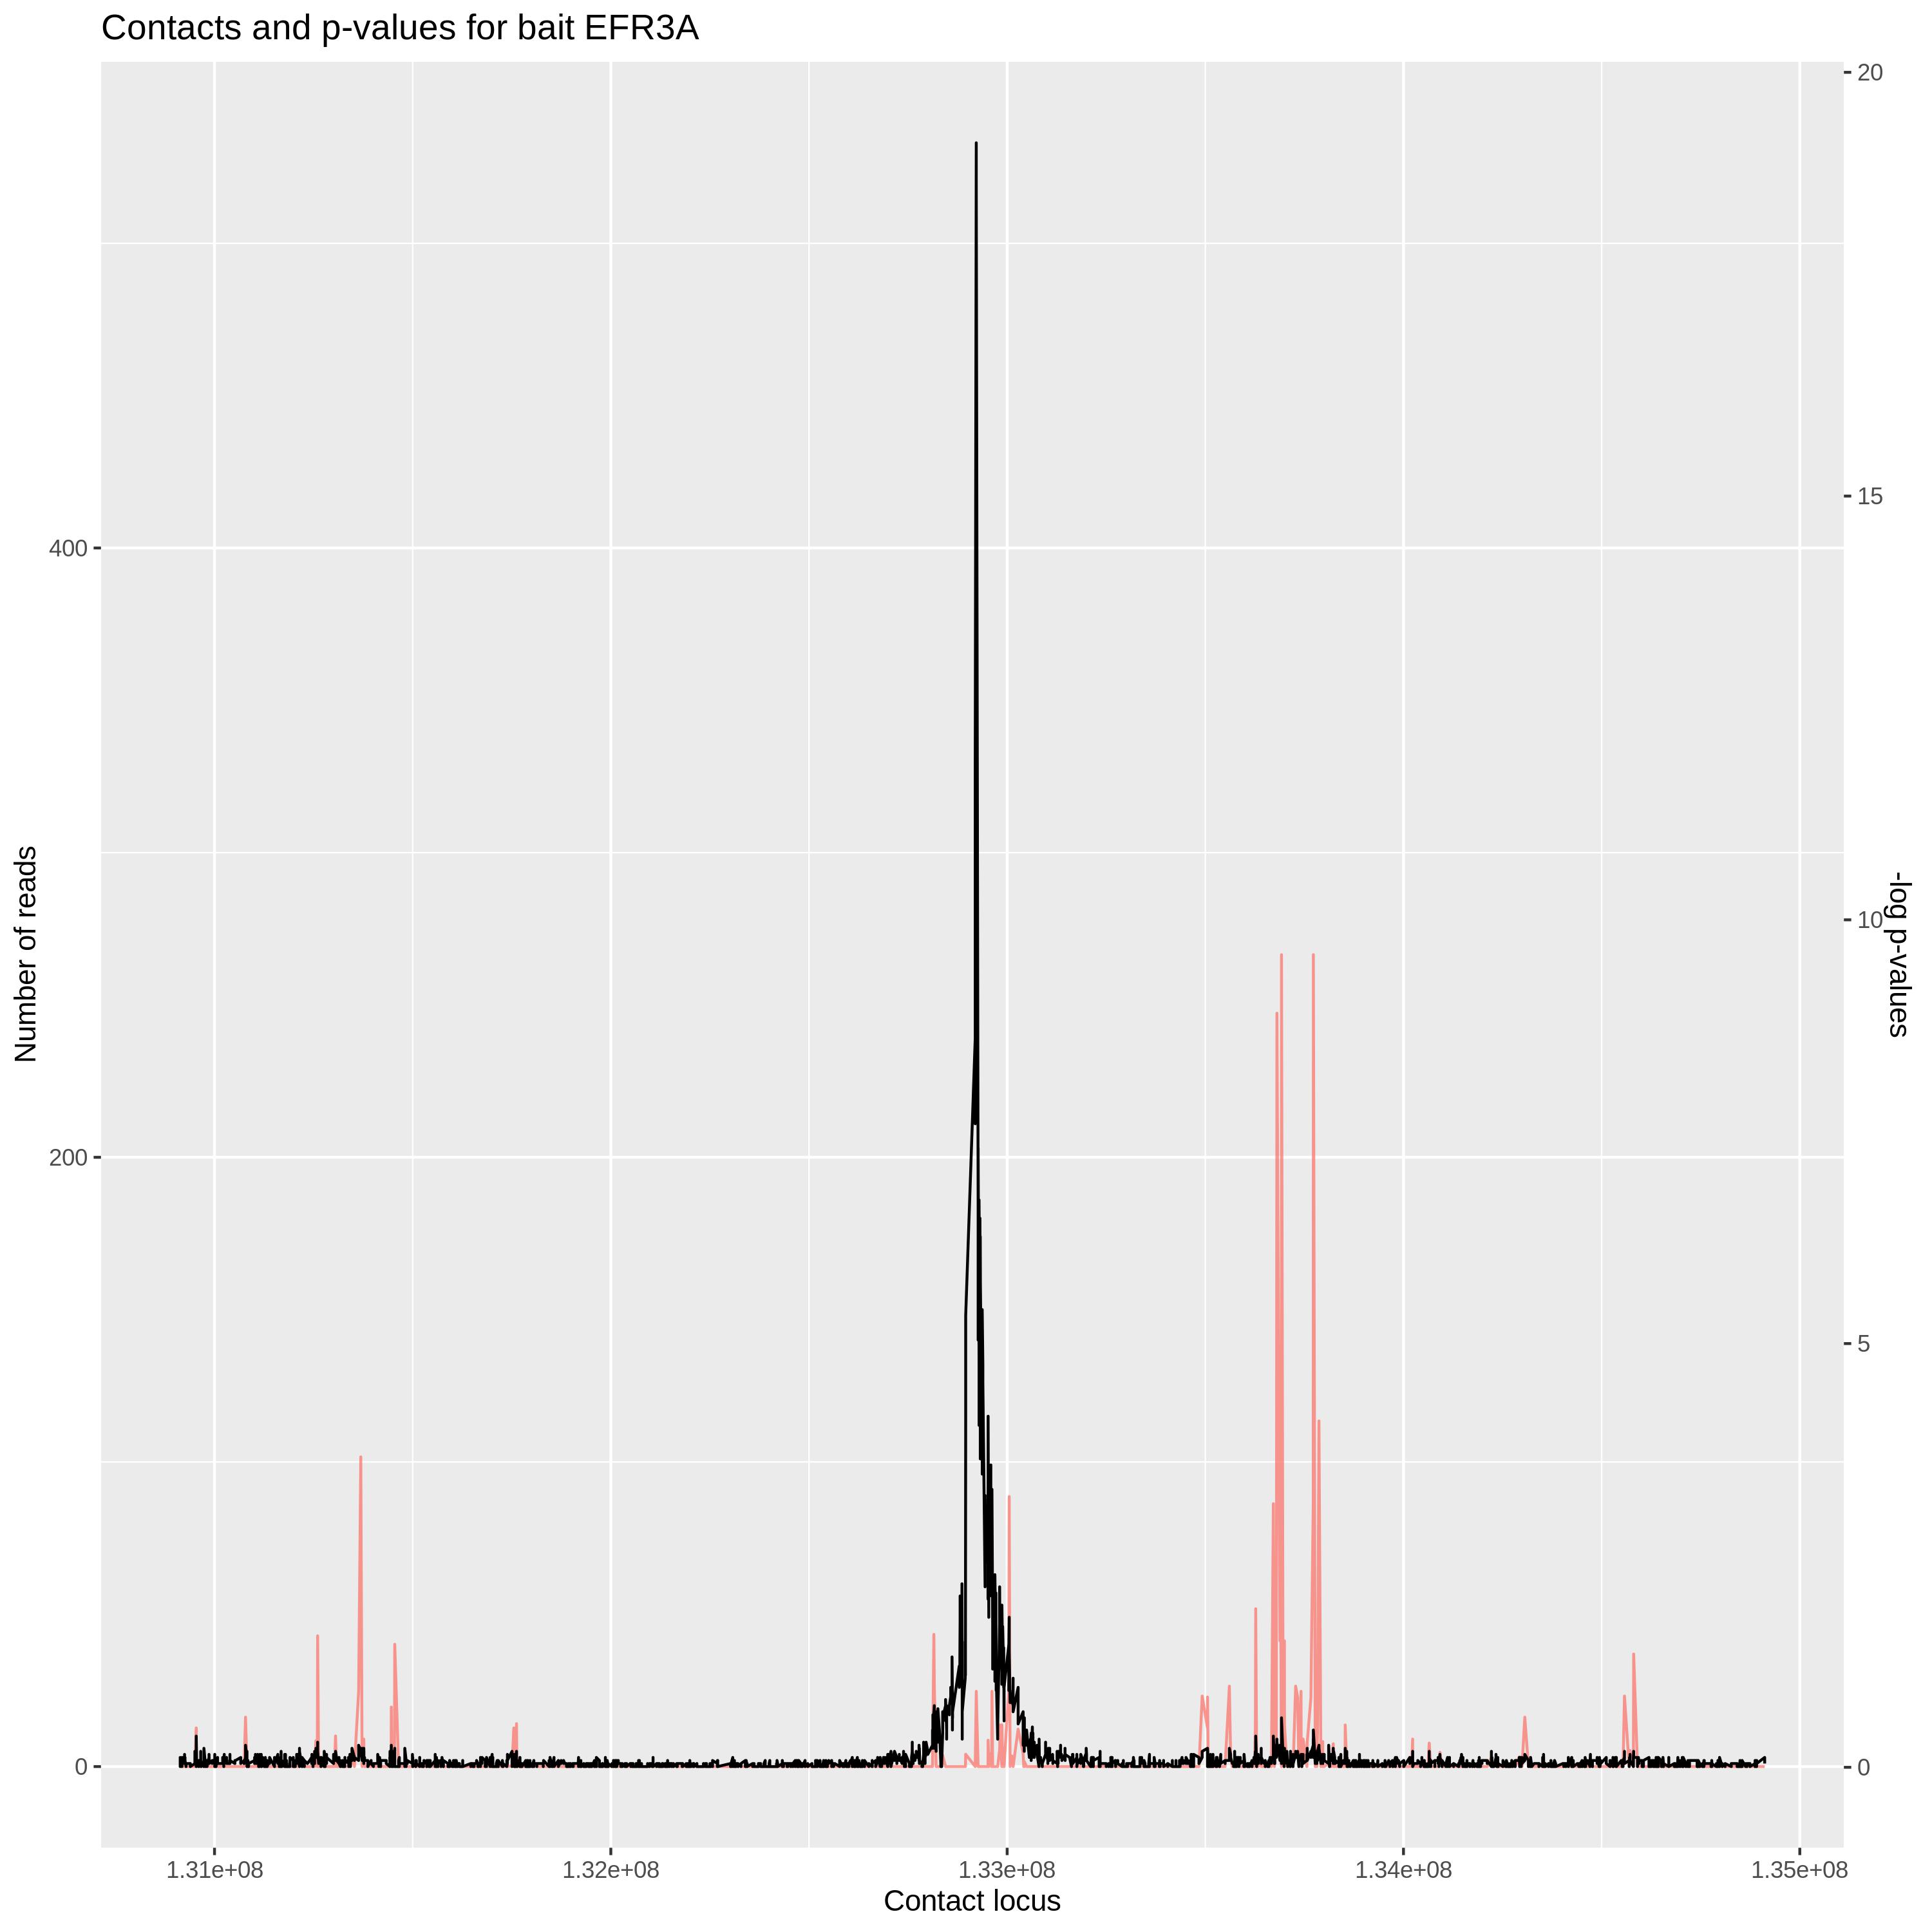 Contacts and p-values for bait EFR3A
Number of reads
400
200
0
20
15
10
5
0
-log p-values
1.31e+08
1.32e+08
1.33e+08
1.34e+08
1.35e+08
Contact locus